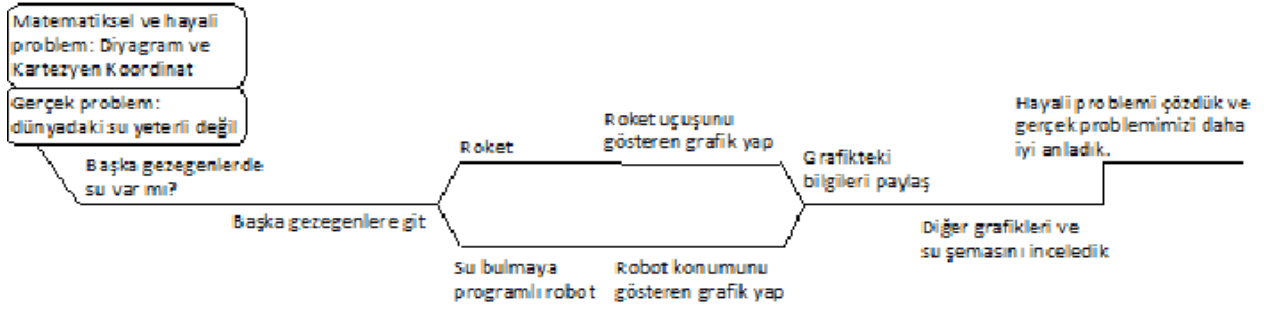 Matematiksel ve hayali
problem: Diyagram ve
Kartezyen Koordinat
Gerçek problem:
dünyadaki su yeterli değil
Başka gezegenlerde
su var mı?
Başka gezegenlere git
Roket
Roket uçuşunu
gösteren grafik yap
Su bulmaya
programlı robot
Robot konumunu
gösteren grafik yap
Grafikteki
bilgileri paylaş
Diğer grafikleri ve
su şemasını inceledik
Hayali problemi çözdük ve
gerçek problemimizi daha
iyi anladık.